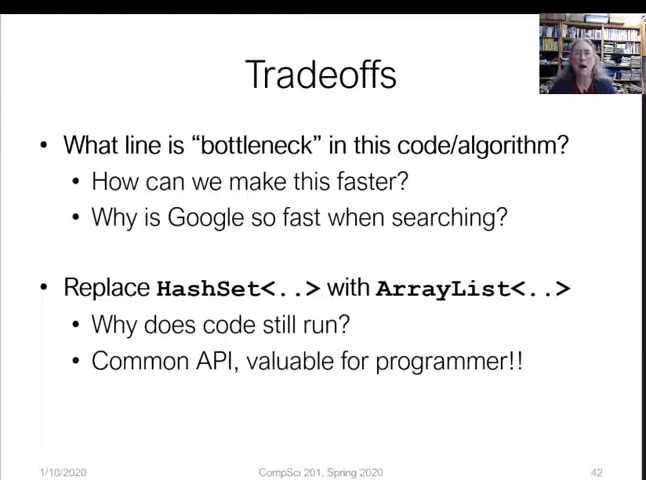 Tradeoffs
• What line is “bottleneck” in this code/algorithm?
• How can we make this faster?
• Why is Google so fast when searching?
• Replace HashSet<..> with ArrayList<..>
• Why does code still run?
• Common API, valuable for programmer!!
1/10/2020
CompSci 201, Spring 2020
42